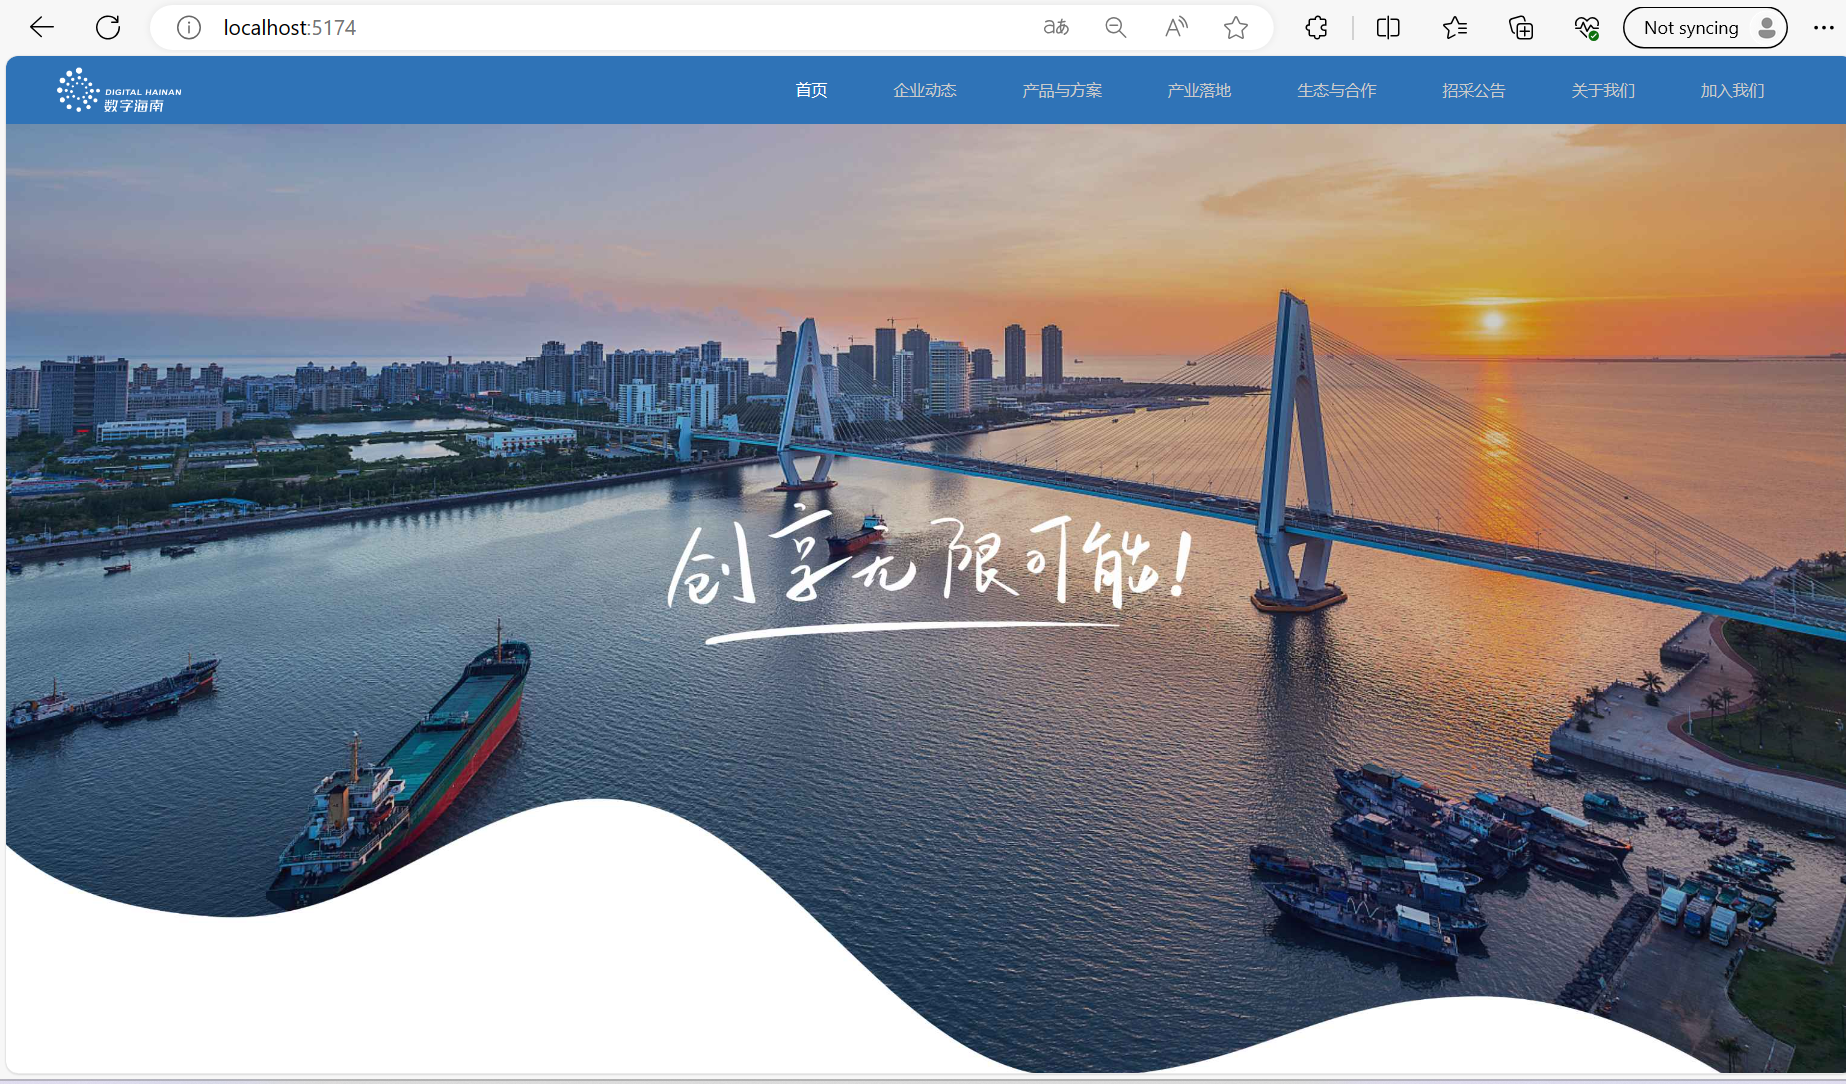 localhost:5174
aあ
A
Not syncing
DIGITAL HAINAN
数字海南
首页
企业动态
产品与方案
产业落地
生态与合作
招采公告
关于我们
加入我们
创享无限可能!